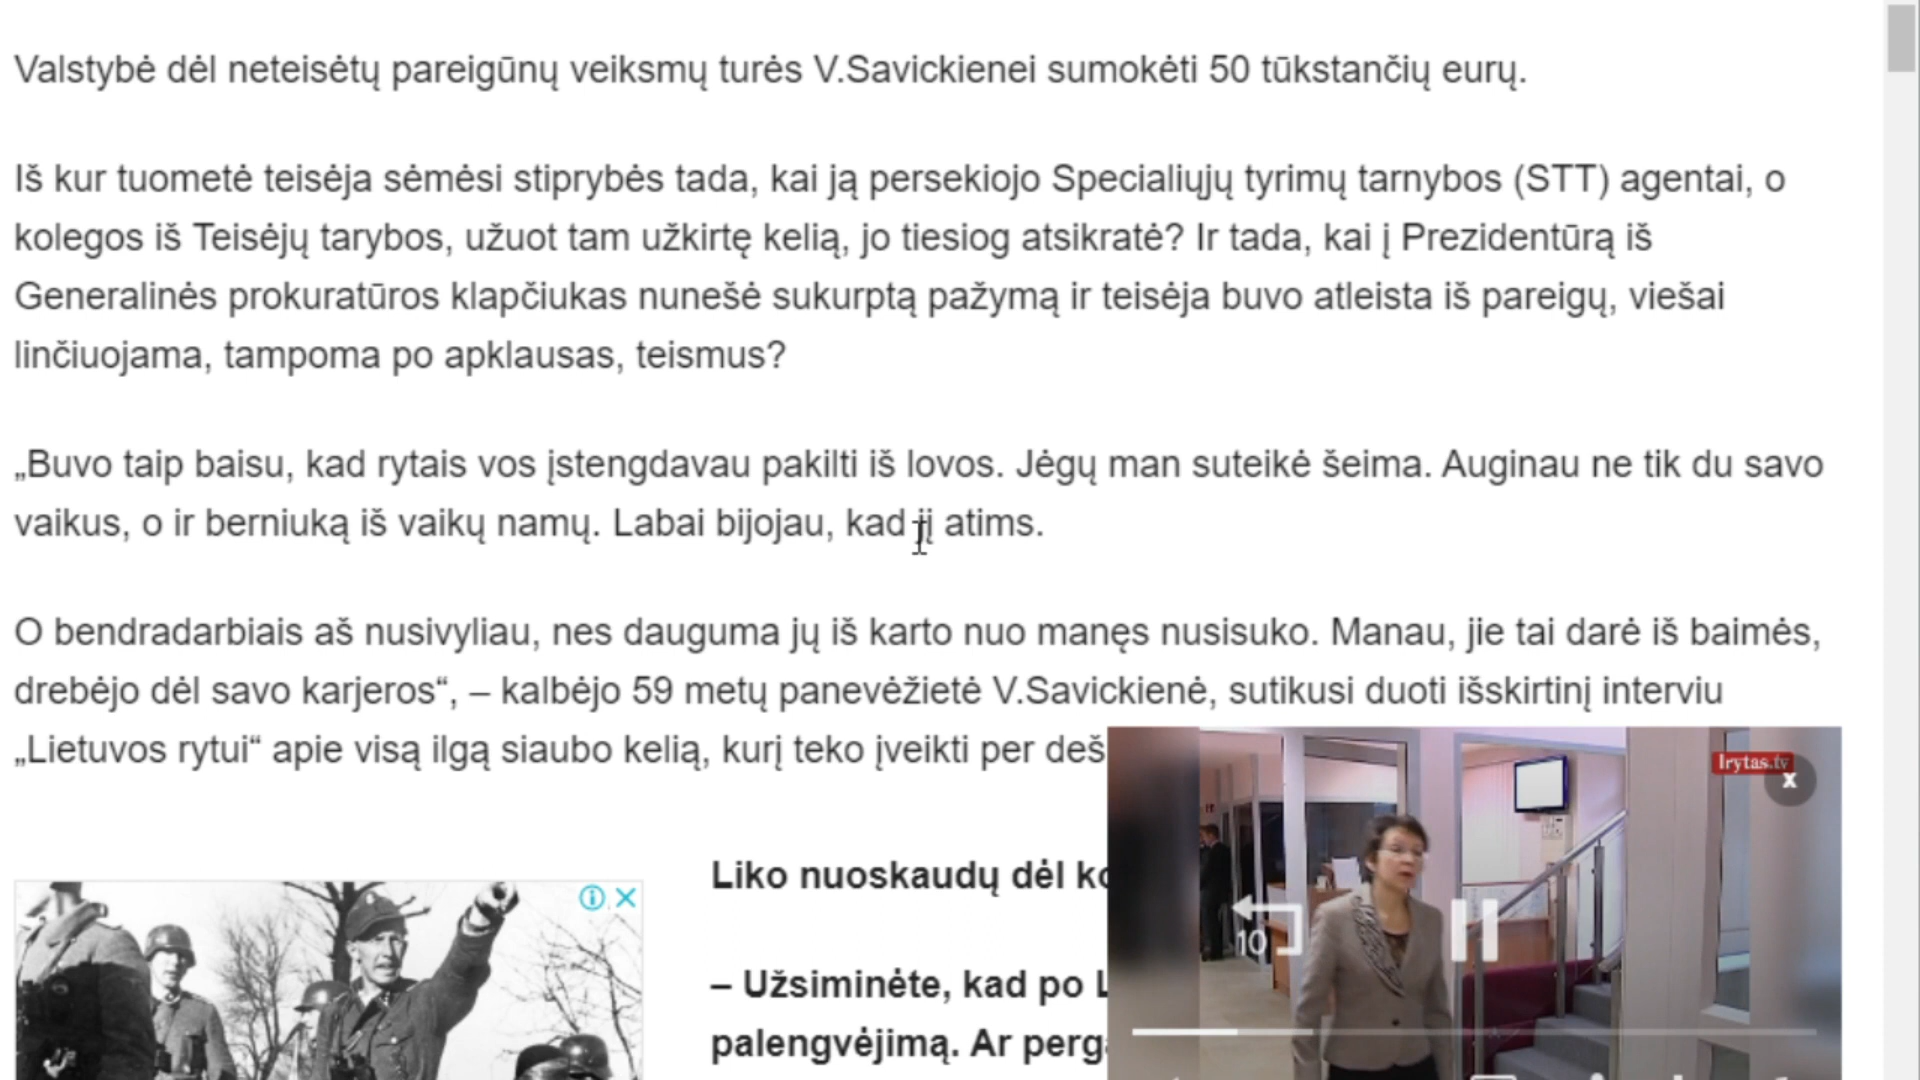 Valstybė dėl neteisėtų pareigūnų veiksmų turės V.Savickienei sumokėti 50 tūkstančių eurų.
Iš kur tuometė teisėja sėmėsi stiprybės tada, kai ją persekiojo Specialiųjų tyrimų tarnybos (STT) agentai, o
kolegos iš Teisėjų tarybos, užuot tam užkirtę kelią, jo tiesiog atsikratė? Ir tada, kai į Prezidentūrą iš
Generalinės prokuratūros klapčiukas nunešė sukurptą pažymą ir teisėja buvo atleista iš pareigų, viešai
linčiuojama, tampoma po apklausas, teismus?
„Buvo taip baisu, kad rytais vos įstengdavau pakilti iš lovos. Jėgų man suteikė šeima. Auginau ne tik du savo
vaikus, o ir berniuką iš vaikų namų. Labai bijojau, kad jį atims.
O bendradarbiais aš nusivyliau, nes dauguma jų iš karto nuo manęs nusisuko. Manau, jie tai darė iš baimės,
drebėjo dėl savo karjeros“, – kalbėjo 59 metų panevėžietė V.Savickienė, sutikusi duoti išskirtinį interviu
„Lietuvos rytui“ apie visą ilgą siaubo kelią, kurį teko įveikti per deš
lrytas.tv
x
Liko nuoskaudų dėl ko
10
– Užsiminėte, kad po L
palengvėjimą. Ar perga